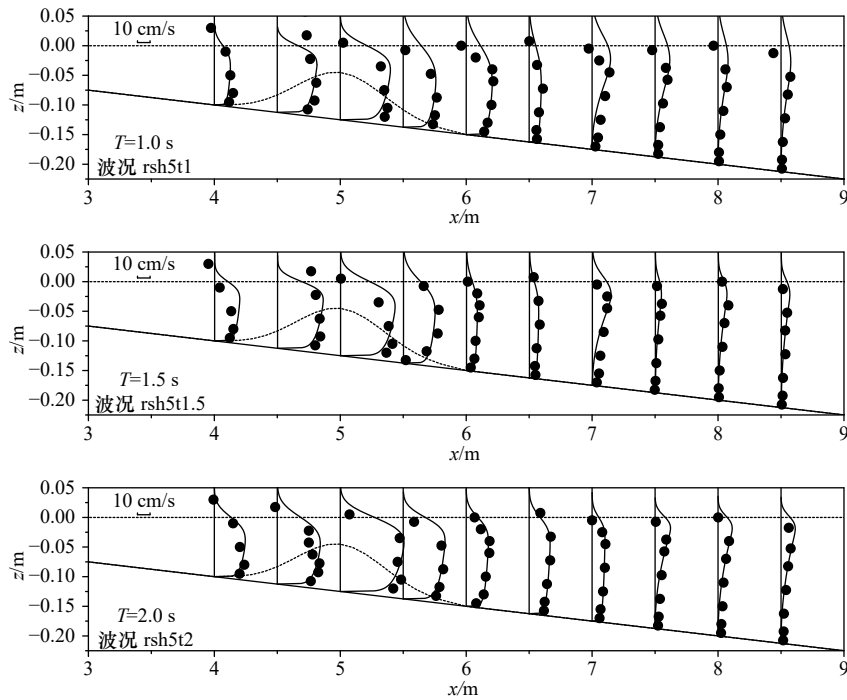 0.05
10 cm/s
0.00
−0.05
z/m
−0.10
−0.15
T=1.0 s
−0.20
波况 rsh5t1
3 4 5 6 7 8 9
x/m
0.05
10 cm/s
0.00
−0.05
z/m
−0.10
−0.15
T=1.5 s
−0.20
波况 rsh5t1.5
3 4 5 6 7 8 9
x/m
0.05
10 cm/s
0.00
−0.05
z/m
−0.10
−0.15
T=2.0 s
−0.20
波况 rsh5t2
3 4 5 6 7 8 9
x/m